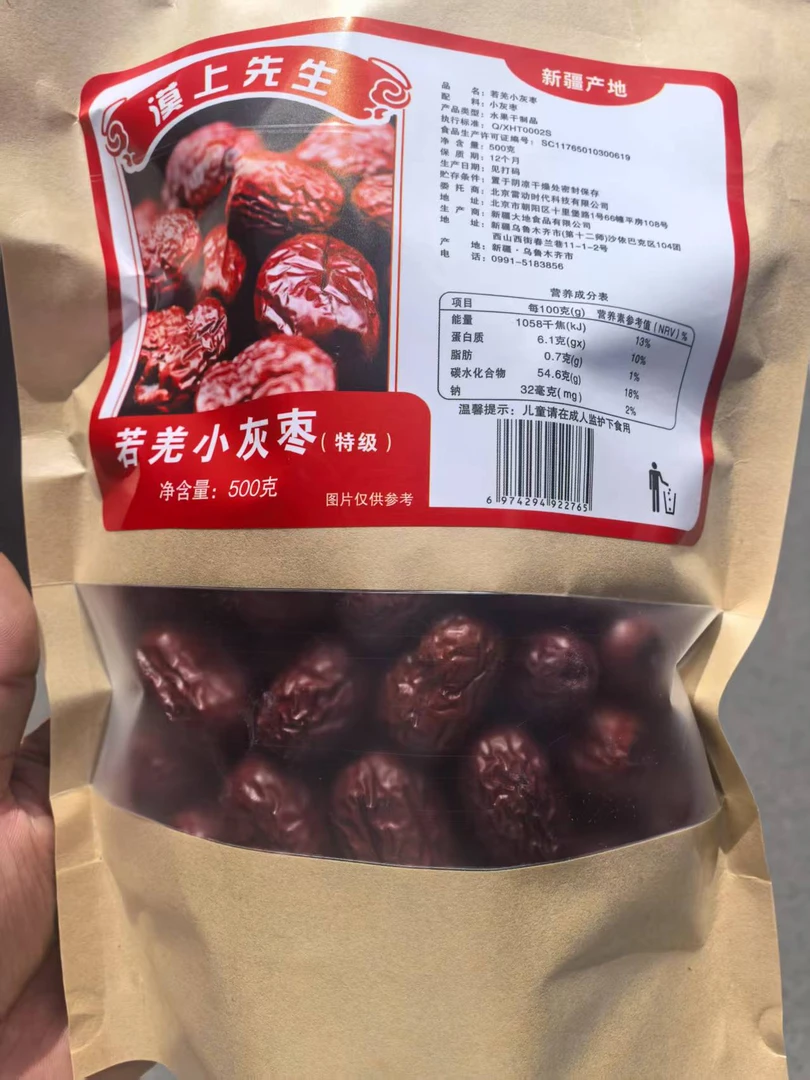 漠上先生
新疆产地
品 名：若羌小灰枣
配 料：小灰枣
产品类型：水果干制品
执行标准：Q/XHT0002S
食品生产许可证编号：SC11765010300619
净 含 量：500克
保 质 期：12个月
生产日期：见打码
贮存条件：置于阴凉干燥处密封保存
委 托 商：北京雷动时代科技有限公司
地 址：北京市朝阳区十里堡路1号66幢平房108号
生 产 商：新疆大地食品有限公司
地 址：新疆乌鲁木齐市(第十二师)沙依巴克区104团
西山西街春兰巷11-1-2号
产 地：新疆·乌鲁木齐市
电 话：0991-5183856
营养成分表
项目 每100克(g) 营养素参考值(NRV)%
能量 1058千焦(kJ) 13%
蛋白质 6.1克(gx) 10%
脂肪 0.7克(g) 1%
碳水化合物 54.6克(g) 18%
钠 32毫克(mg) 2%
温馨提示：儿童请在成人监护下食用
6 974294 922765
若羌小灰枣(特级)
净含量：500克
图片仅供参考